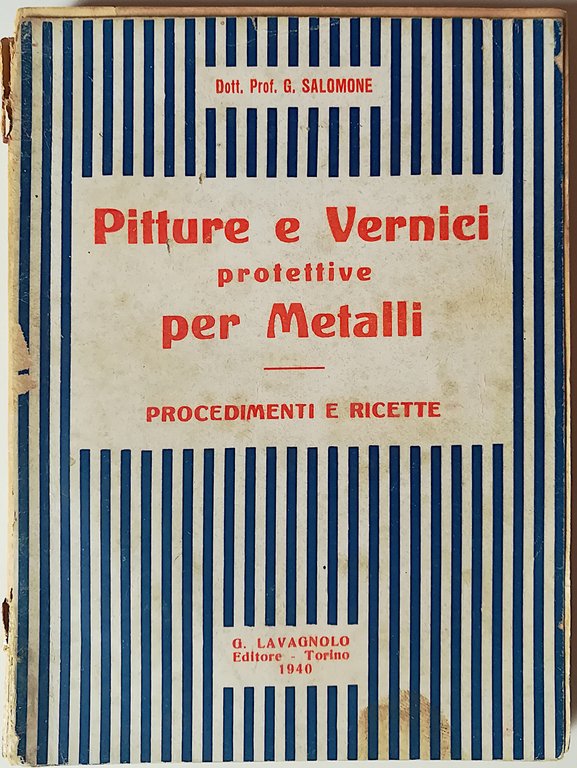 Dott. Prof. G. SALOMONE
Pitture e Vernici
protettive
per Metalli
PROCEDIMENTI E RICETTE
G. LAVAGNOLO
Editore - Torino
1940